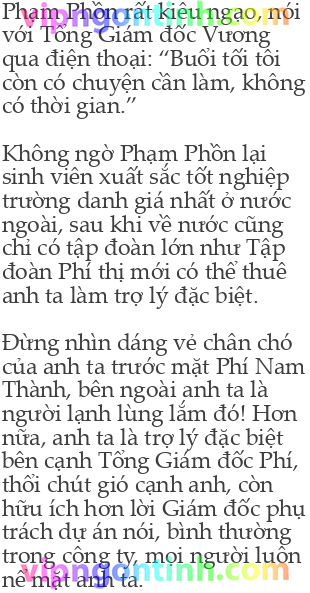 Phạm Phồn rất kiêu ngạo, nói
với Tổng Giám đốc Vương
qua điện thoại: “Buổi tối tôi
còn có chuyện cần làm, không
có thời gian.”
Không ngờ Phạm Phồn lại
sinh viên xuất sắc tốt nghiệp
trường danh giá nhất ở nước
ngoài, sau khi về nước cũng
chỉ có tập đoàn lớn như Tập
đoàn Phí thị mới có thể thuê
anh ta làm trợ lý đặc biệt.
Đừng nhìn dáng vẻ chân chó
của anh ta trước mặt Phí Nam
Thành, bên ngoài anh ta là
người lạnh lùng lắm đó! Hơn
nữa, anh ta là trợ lý đặc biệt
bên cạnh Tổng Giám đốc Phí,
thổi chút gió cạnh anh, còn
hữu ích hơn lời Giám đốc phụ
trách dự án nói, bình thường
trong công ty, mọi người luôn
nể mặt anh ta.
vipngontinh.com
vipngontinh.com